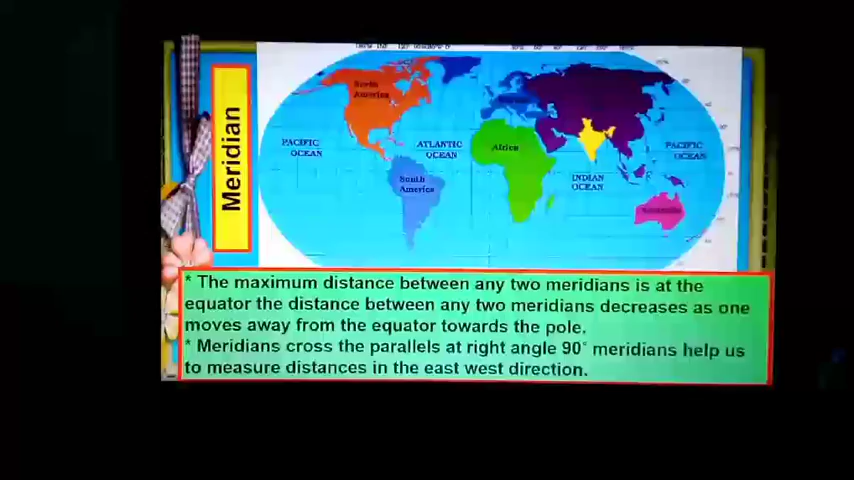 Meridian
North
America
PACIFIC
OCEAN
ATLANTIC
OCEAN
Africa
PACIFIC
OCEAN
South
America
INDIAN
OCEAN
Australia
* The maximum distance between any two meridians is at the
equator the distance between any two meridians decreases as one
moves away from the equator towards the pole.
* Meridians cross the parallels at right angle 90° meridians help us
to measure distances in the east west direction.